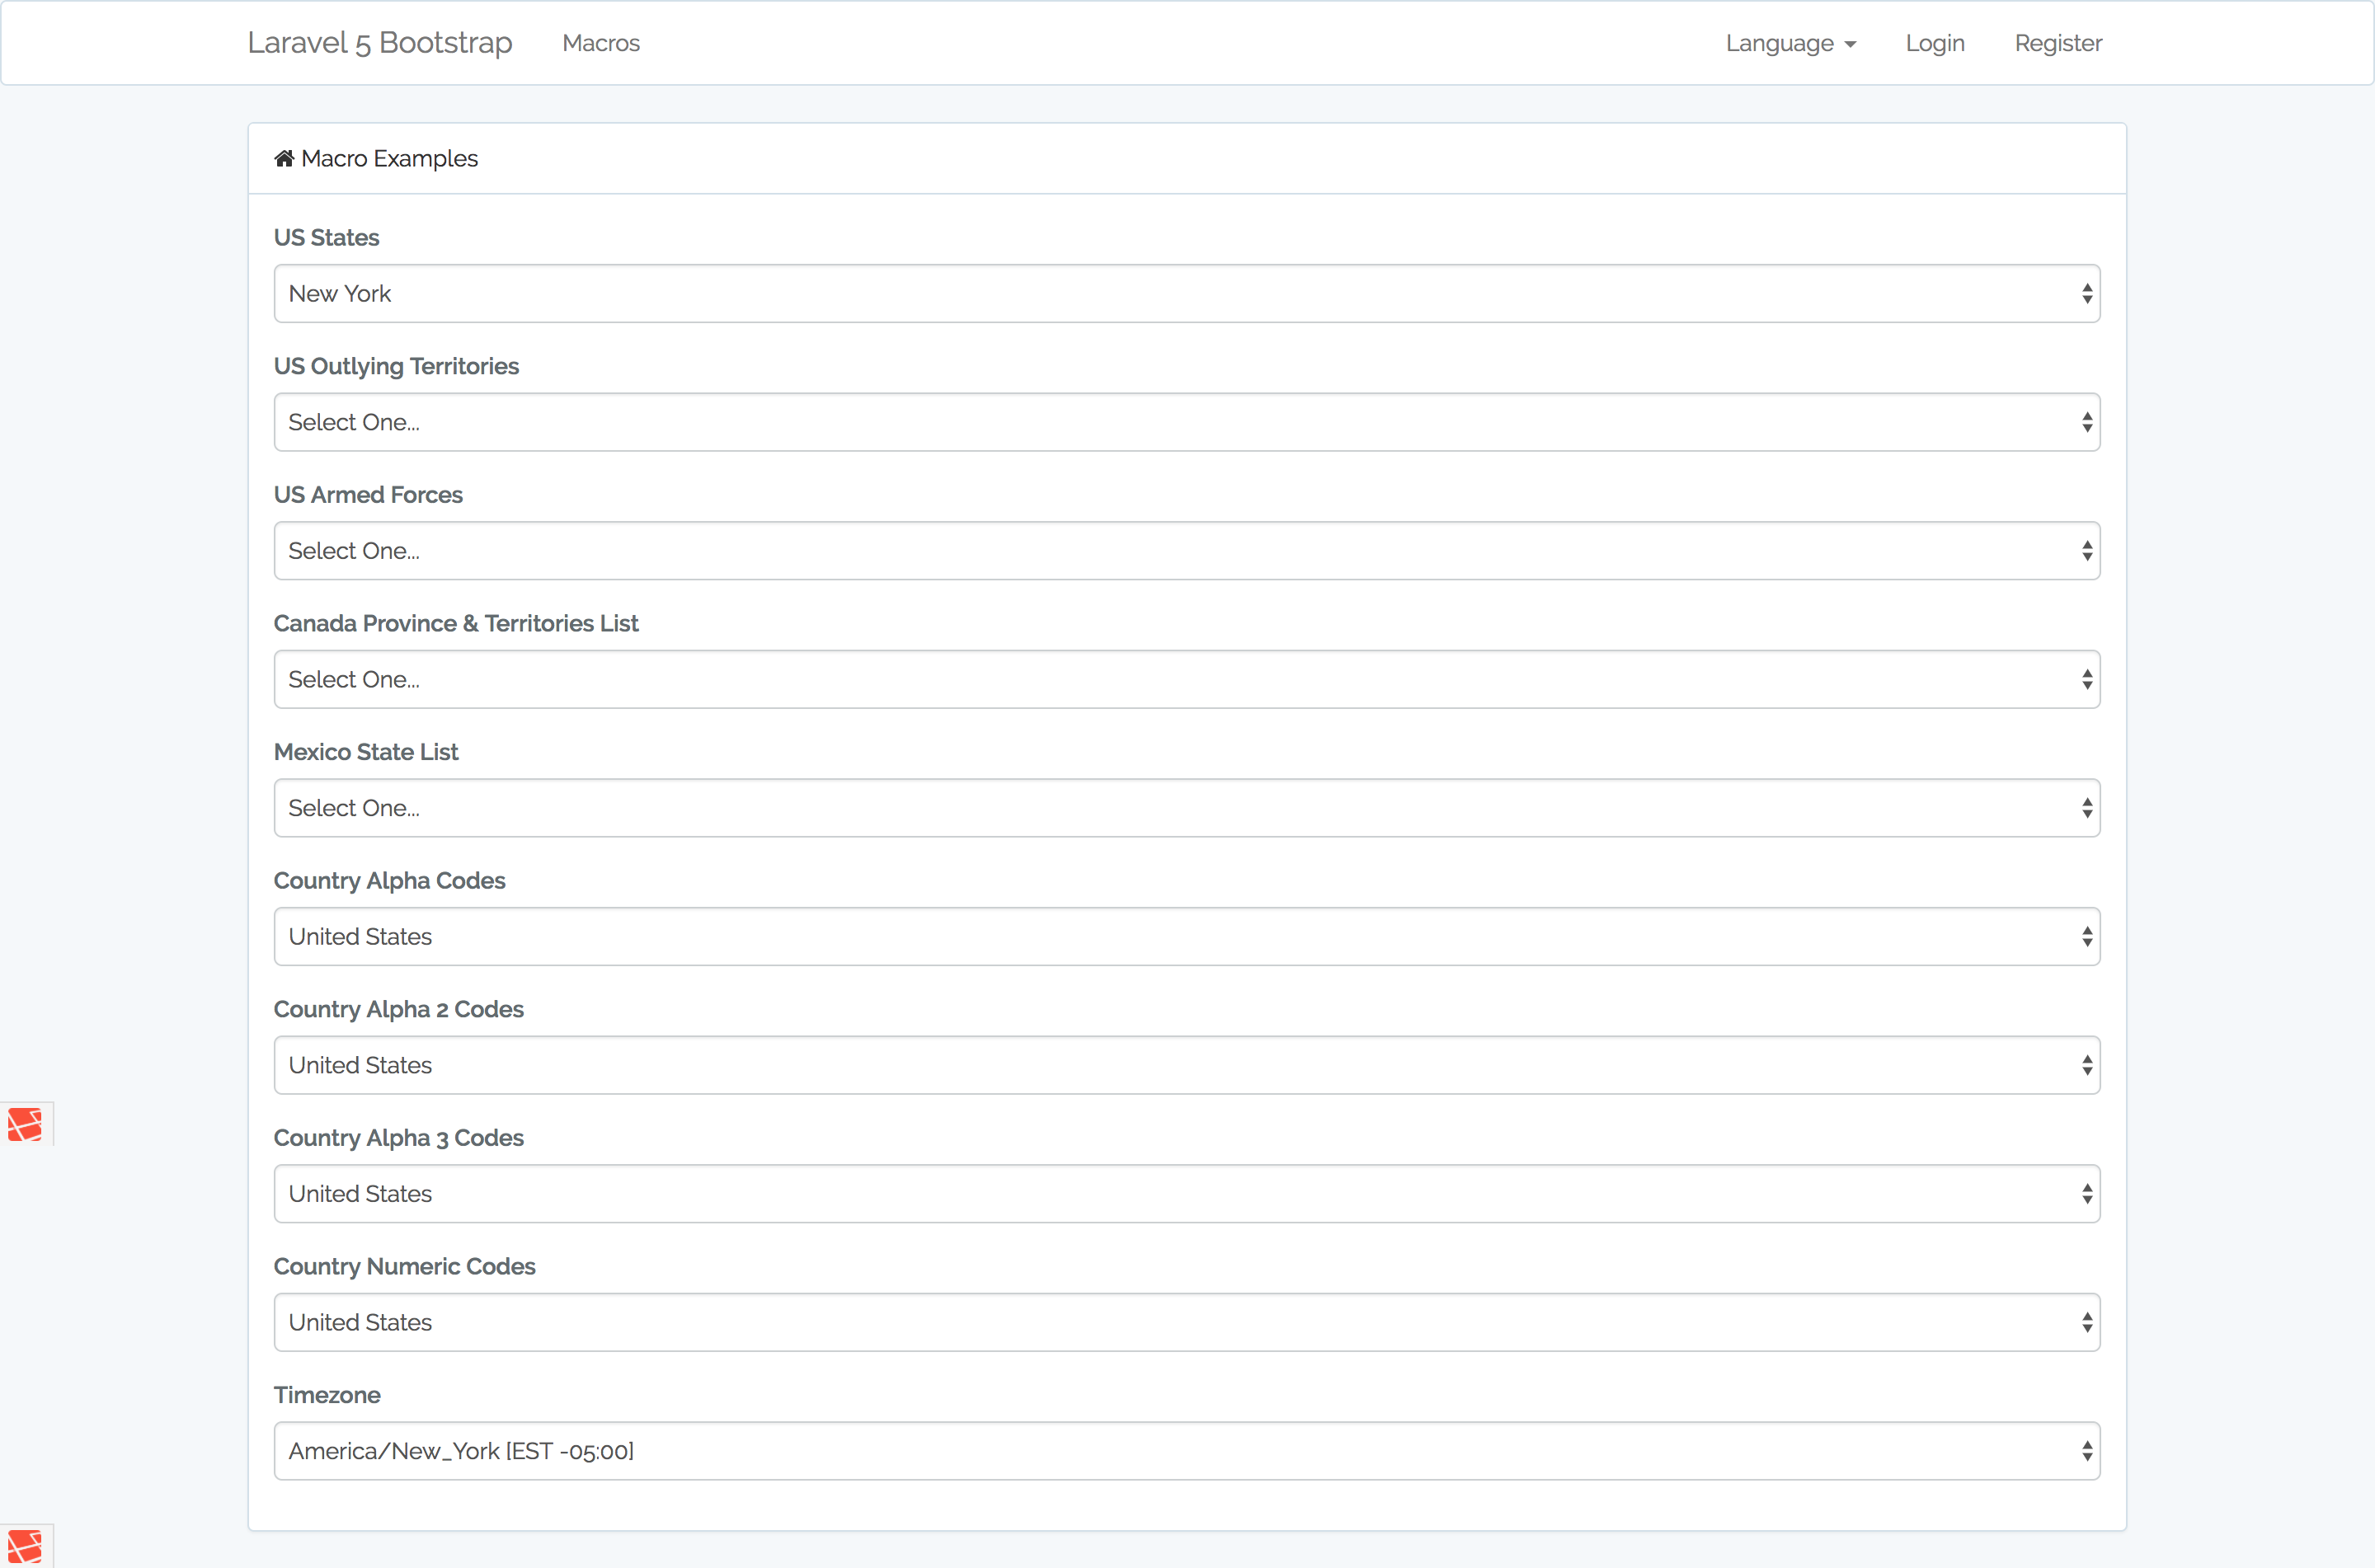 Laravel 5 Bootstrap Macros Language Login Register
Macro Examples
US States
New York
US Outlying Territories
Select One...
US Armed Forces
Select One...
Canada Province & Territories List
Select One...
Mexico State List
Select One...
Country Alpha Codes
United States
Country Alpha 2 Codes
United States
Country Alpha 3 Codes
United States
Country Numeric Codes
United States
Timezone
America/New_York [EST -05:00]